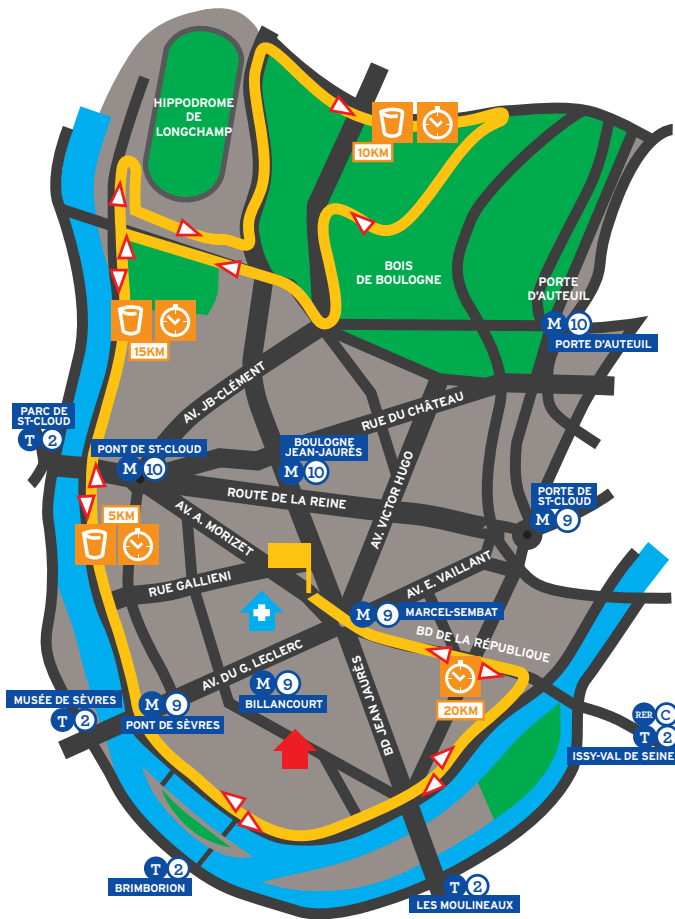 HIPPODROME
DE
LONGCHAMP
10KM
BOIS
DE BOULOGNE
PORTE
D'AUTEUIL
M 10
PORTE D'AUTEUIL
15KM
AV. JB-CLÉMENT
RUE DU CHÂTEAU
PARC DE
ST-CLOUD
T 2
PONT DE ST-CLOUD
M 10
BOULOGNE
JEAN-JAURÈS
M 10
AV. VICTOR HUGO
ROUTE DE LA REINE
PORTE DE
ST-CLOUD
M 9
5KM
AV. A. MORIZET
RUE GALLIENI
AV. E. VAILLANT
M 9 MARCEL-SEMBAT
BD DE LA RÉPUBLIQUE
AV. DU G. LECLERC
M 9
BILLANCOURT
BD JEAN JAURÈS
20KM
MUSÉE DE SÈVRES
T 2
M 9
PONT DE SÈVRES
RER C
T 2
ISSY-VAL DE SEINE
T 2
BRIMBORION
T 2
LES MOULINEAUX